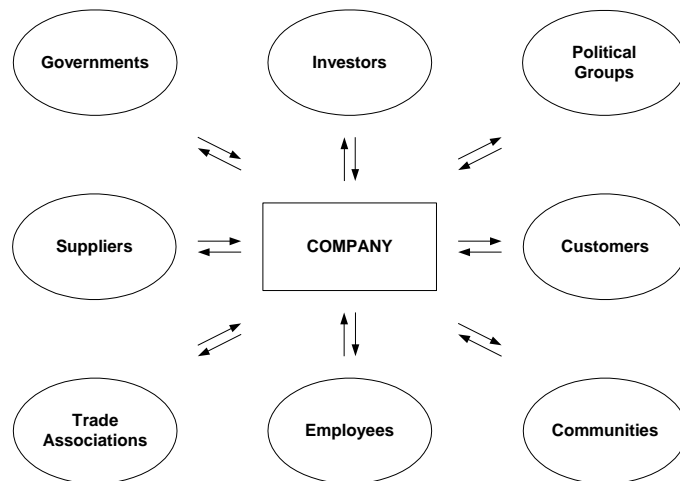 Governments
Investors
Political
Groups
Suppliers
COMPANY
Customers
Trade
Associations
Employees
Communities